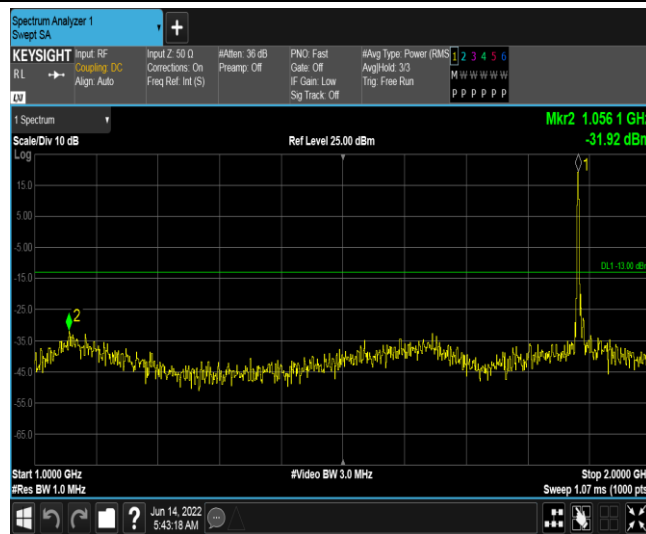 Spectrum Analyzer 1
Swept SA
+
KEYSIGHT
RL
LXI
Input: RF
Coupling: DC
Align: Auto
Input Z: 50 Ω
Corrections: On
Freq Ref: Int (S)
#Atten: 36 dB
Preamp: Off
PNO: Fast
Gate: Off
IF Gain: Low
Sig Track: Off
#Avg Type: Power (RMS
Avg|Hold: 3/3
Trig: Free Run
1 2 3 4 5 6
M W W W W W
P P P P P P
1 Spectrum
Scale/Div 10 dB
Ref Level 25.00 dBm
Mkr2 1.056 1 GHz
-31.92 dBm
Log
15.0
5.00
-5.00
-15.0
-25.0
-35.0
-45.0
-55.0
-65.0
1
2
DL1 -13.00 dBm
Start 1.0000 GHz
#Video BW 3.0 MHz
Stop 2.0000 GHz
#Res BW 1.0 MHz
Sweep 1.07 ms (1000 pts
?
Jun 14, 2022
5:43:18 AM